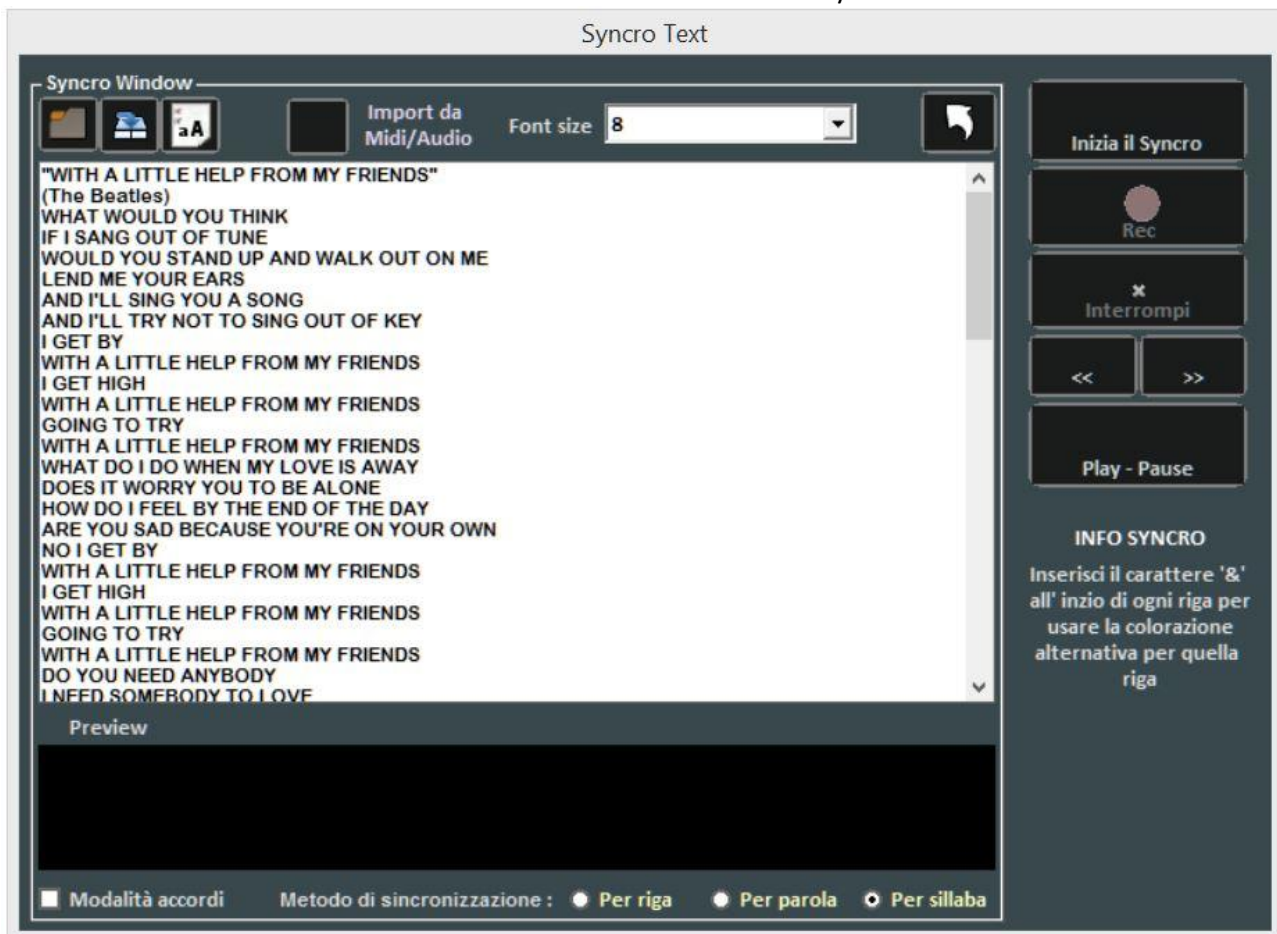 Syncro Text
Syncro Window
aA
Import da
Midi/Audio
Font size 8
"WITH A LITTLE HELP FROM MY FRIENDS"
(The Beatles)
WHAT WOULD YOU THINK
IF I SANG OUT OF TUNE
WOULD YOU STAND UP AND WALK OUT ON ME
LEND ME YOUR EARS
AND I'LL SING YOU A SONG
AND I'LL TRY NOT TO SING OUT OF KEY
I GET BY
WITH A LITTLE HELP FROM MY FRIENDS
I GET HIGH
WITH A LITTLE HELP FROM MY FRIENDS
GOING TO TRY
WITH A LITTLE HELP FROM MY FRIENDS
WHAT DO I DO WHEN MY LOVE IS AWAY
DOES IT WORRY YOU TO BE ALONE
HOW DO I FEEL BY THE END OF THE DAY
ARE YOU SAD BECAUSE YOU'RE ON YOUR OWN
NO I GET BY
WITH A LITTLE HELP FROM MY FRIENDS
I GET HIGH
WITH A LITTLE HELP FROM MY FRIENDS
GOING TO TRY
WITH A LITTLE HELP FROM MY FRIENDS
DO YOU NEED ANYBODY
I NEED SOMEBODY TO LOVE
Preview
Modalità accordi Metodo di sincronizzazione : Per riga Per parola Per sillaba
Inizia il Syncro
Rec
Interrompi
<< >>
Play - Pause
INFO SYNCRO
Inserisci il carattere '&'
all' inzio di ogni riga per
usare la colorazione
alternativa per quella
riga